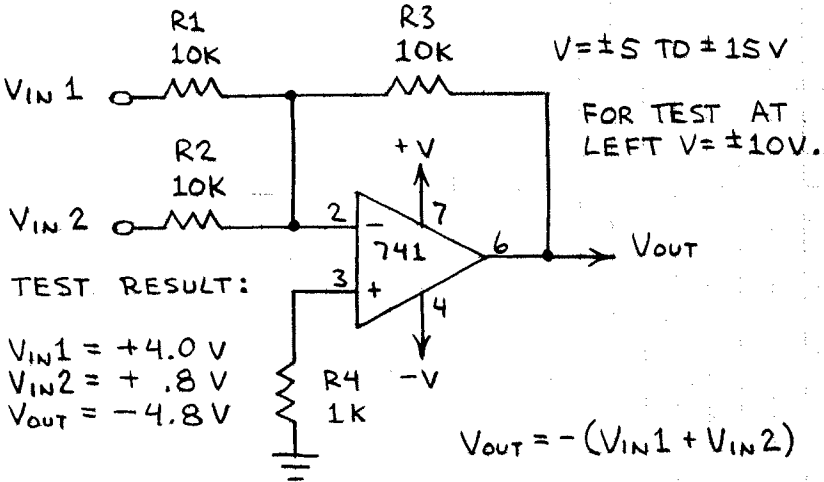 R1
10K
R3
10K
V=±5 TO ±15V
VIN 1
FOR TEST AT
LEFT V=±10V.
R2
10K
+V
VIN 2
2
−
7
741
6
VOUT
TEST RESULT:
3
+
4
VIN1 = +4.0 V
VIN2 = + .8 V
VOUT = −4.8 V
R4
1K
−V
VOUT = −(VIN1 + VIN2)